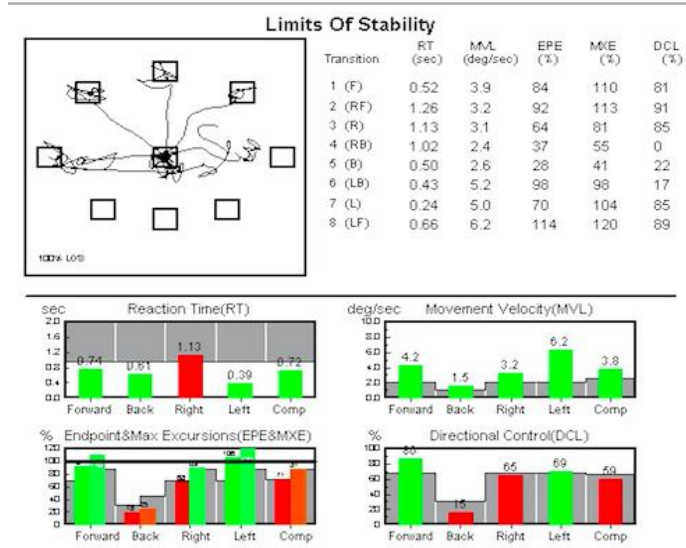 Limits Of Stability
RT MVL EPE MXE DCL
Transition (sec) (deg/sec) (%) (%) (%)
1 (F) 0.52 3.9 84 110 81
2 (RF) 1.26 3.2 92 113 91
3 (R) 1.13 3.1 64 81 85
4 (RB) 1.02 2.4 37 55 0
5 (B) 0.50 2.6 28 41 22
6 (LB) 0.43 5.2 98 98 17
7 (L) 0.24 5.0 70 104 85
8 (LF) 0.66 6.2 114 120 89
100% LOS
sec Reaction Time(RT)
2.0
1.6
1.2
0.8
0.4
0.0
0.74 0.61 1.13 0.39 0.72
Forward Back Right Left Comp
deg/sec Movement Velocity(MVL)
10.0
8.0
6.0
4.0
2.0
0.0
4.2 1.5 3.2 6.2 3.8
Forward Back Right Left Comp
% Endpoint&Max Excursions(EPE&MXE)
120
100
80
60
40
20
0
Forward Back Right Left Comp
% Directional Control(DCL)
100
80
60
40
20
0
86 15 65 69 59
Forward Back Right Left Comp